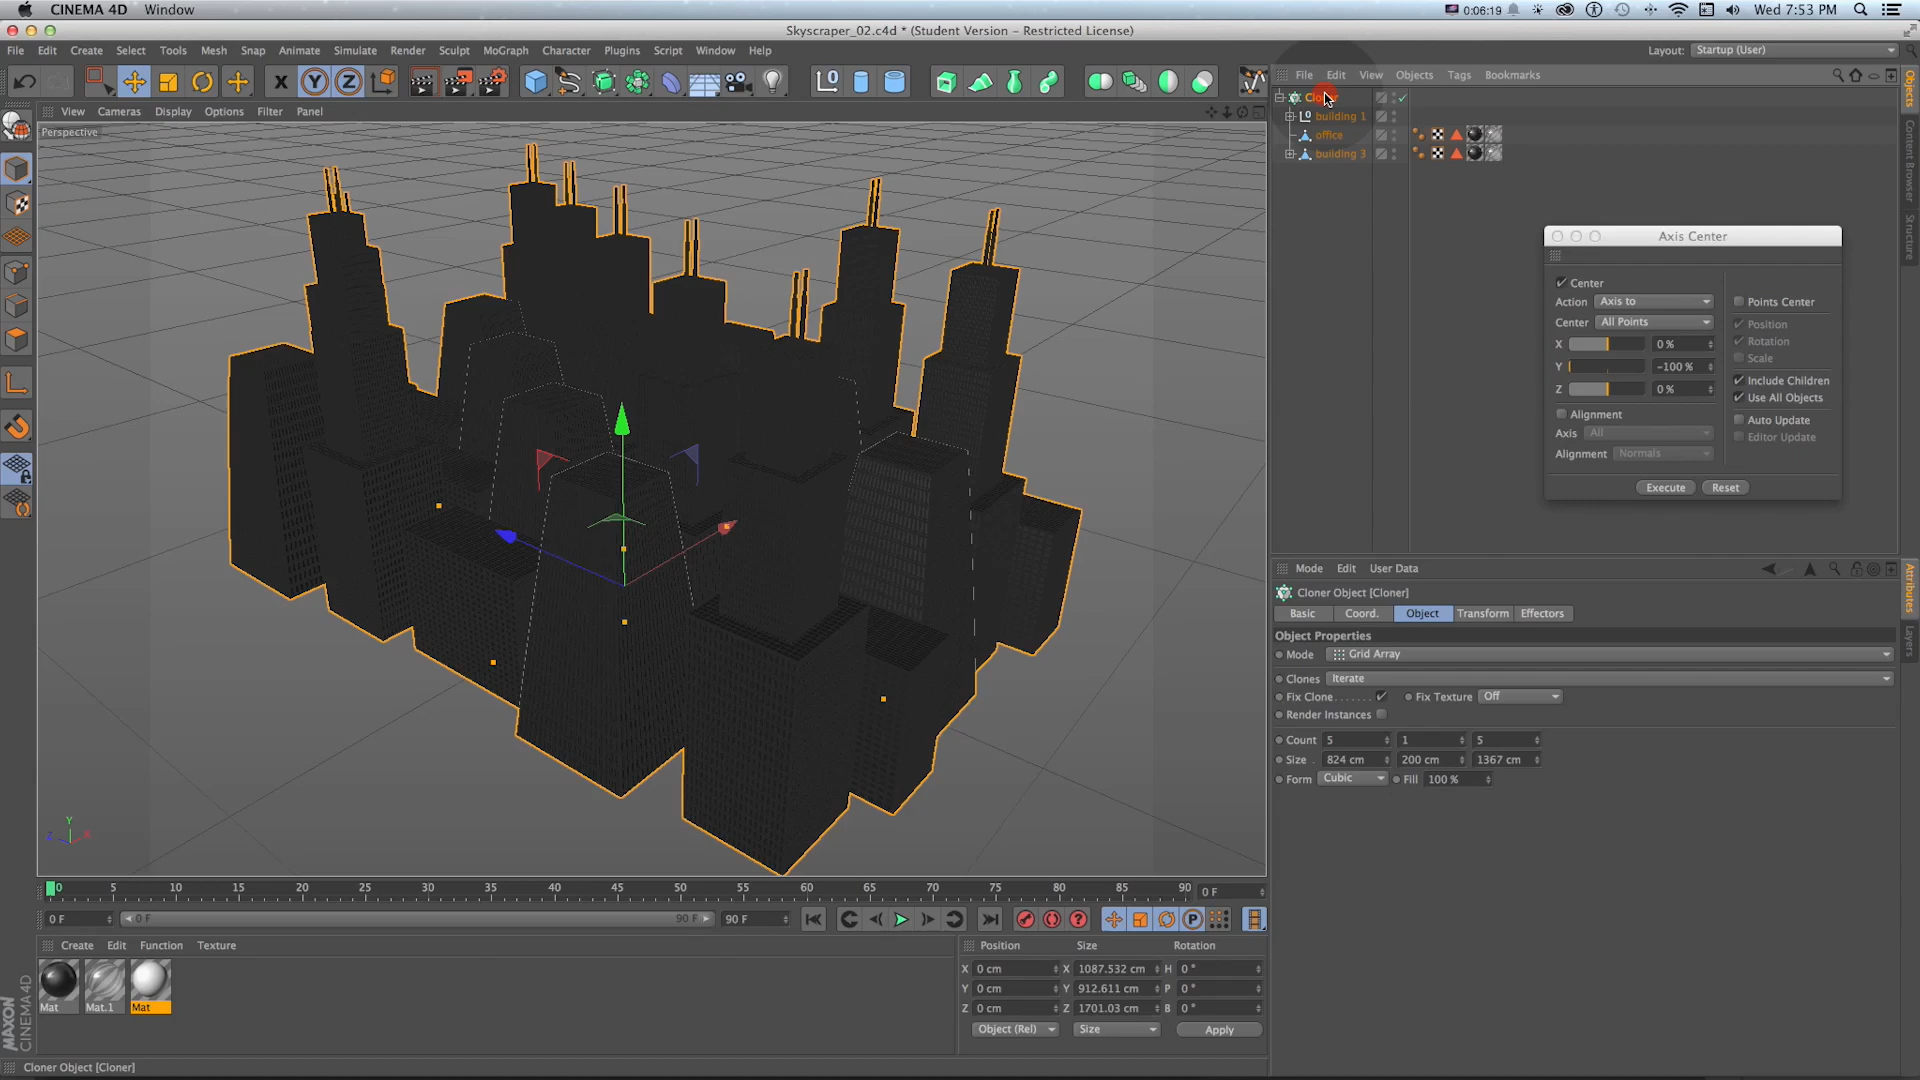 CINEMA 4D Window
0:06:19 Wed 7:53 PM
Skyscraper_02.c4d * (Student Version – Restricted License)
File Edit Create Select Tools Mesh Snap Animate Simulate Render Sculpt MoGraph Character Plugins Script Window Help
Layout: Startup (User)
X Y Z
File Edit View Objects Tags Bookmarks
View Cameras Display Options Filter Panel
Perspective
building 1
office
building 3
Objects
Content Browser
Structure
Axis Center
Center
Action Axis to Points Center
Center All Points Position
X 0 % Rotation
Scale
Y -100 %
Include Children
Z 0 %
Use All Objects
Alignment Auto Update
Axis All Editor Update
Alignment Normals
Execute Reset
Mode Edit User Data
Cloner Object [Cloner]
Basic Coord. Object Transform Effectors
Object Properties
Mode Grid Array
Clones Iterate
Fix Clone . . . . . . . Fix Texture Off
Render Instances
Count 5 1 5
Size . 824 cm 200 cm 1367 cm
Form Cubic Fill 100 %
Attributes
Layers
Y
Z X
0 5 10 15 20 25 30 35 40 45 50 55 60 65 70 75 80 85 90 0 F
0 F 0 F 90 F 90 F
P
Create Edit Function Texture
Mat Mat.1 Mat
Position Size Rotation
X 0 cm X 1087.532 cm H 0 °
Y 0 cm Y 912.611 cm P 0 °
Z 0 cm Z 1701.03 cm B 0 °
Object (Rel) Size Apply
MAXON
CINEMA 4D
Cloner Object [Cloner]